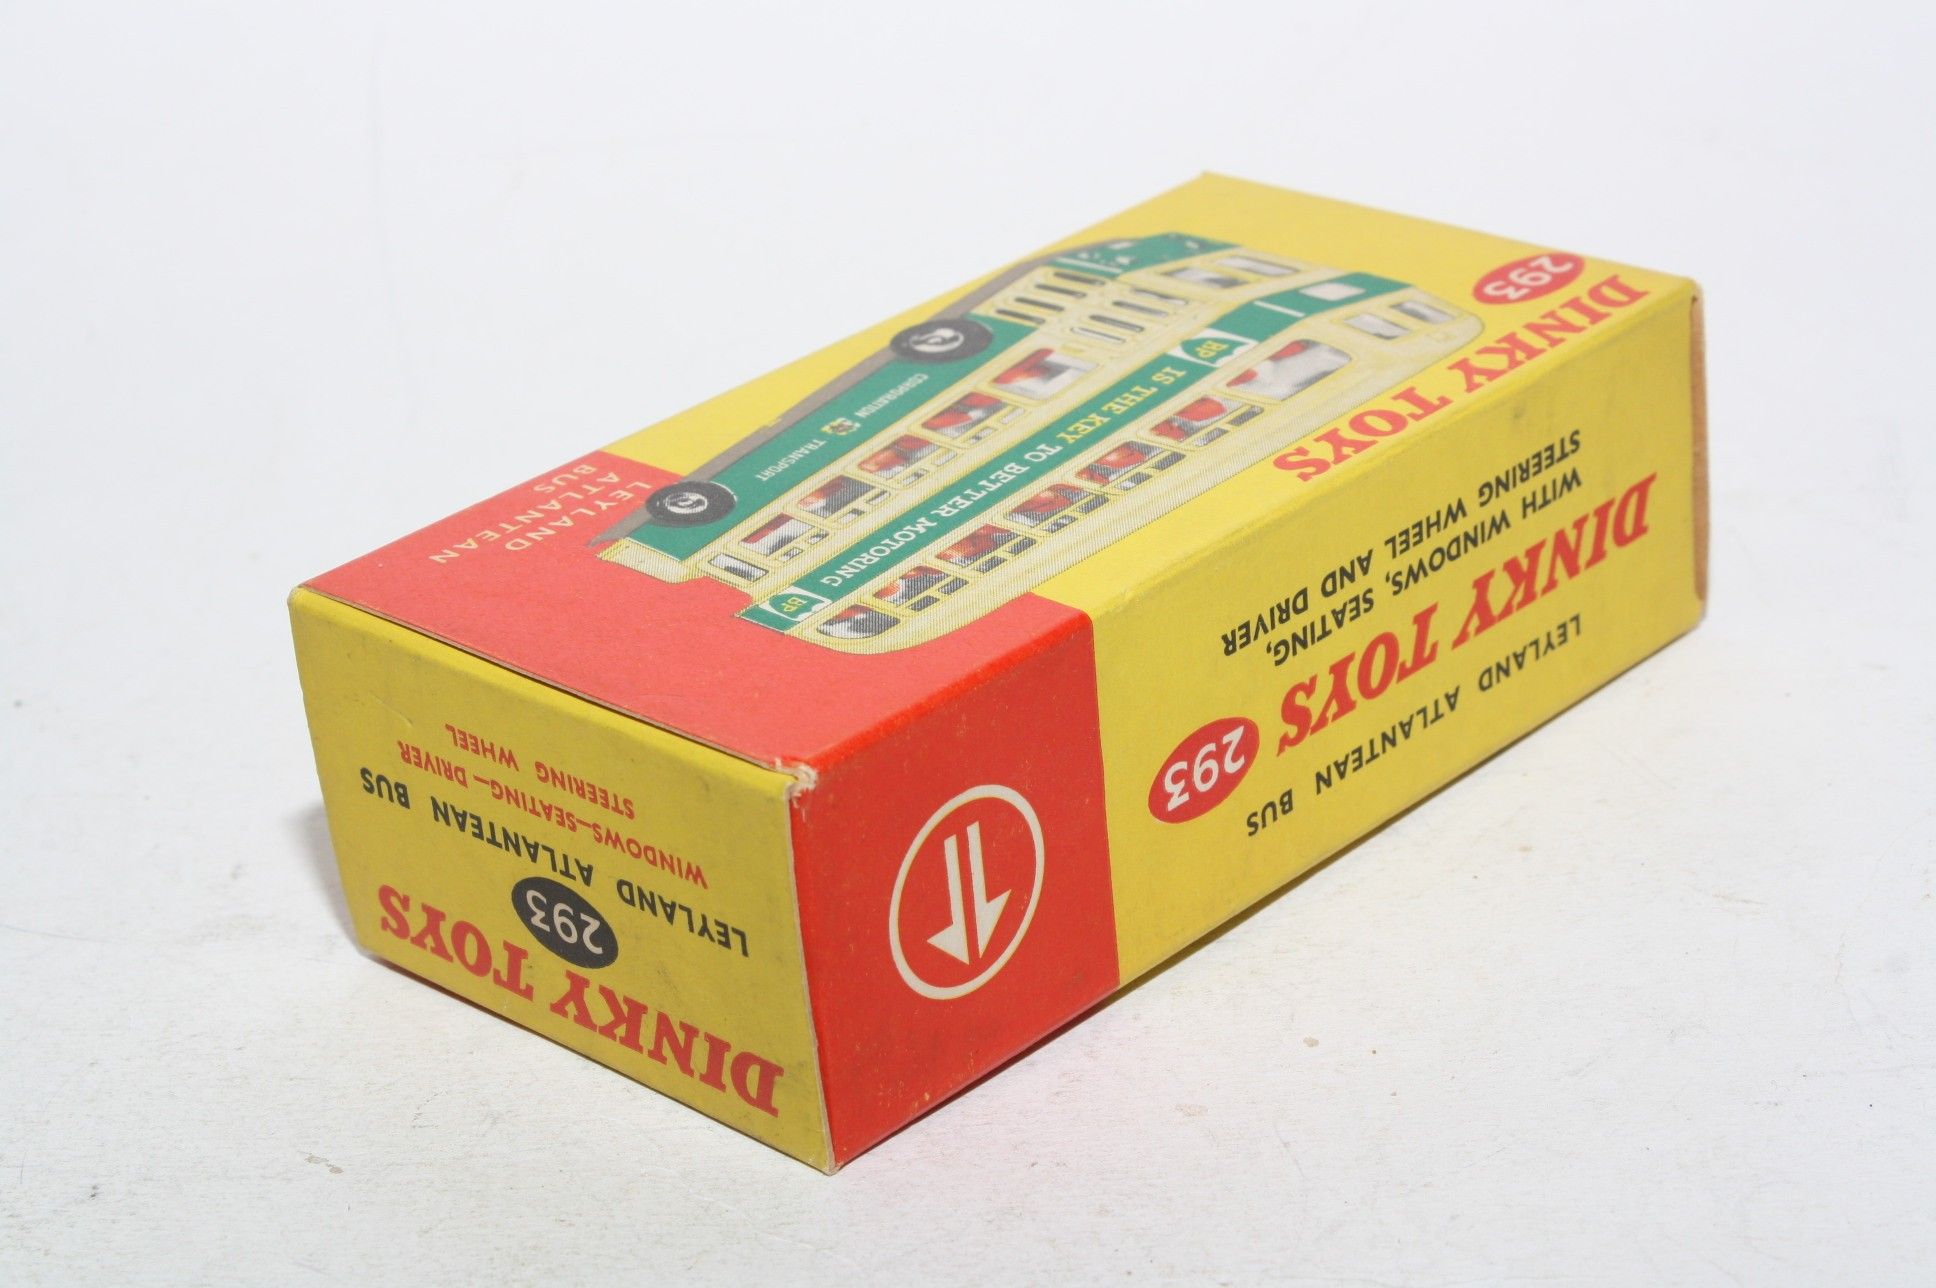 293
DINKY TOYS
BP IS THE KEY TO BETTER MOTORING BP
CORPORATION TRANSPORT
LEYLAND
ATLANTEAN
BUS
LEYLAND ATLANTEAN BUS
293 DINKY TOYS
WITH WINDOWS, SEATING,
STEERING WHEEL AND DRIVER
DINKY TOYS
293
LEYLAND ATLANTEAN BUS
WINDOWS—SEATING—DRIVER
STEERING WHEEL